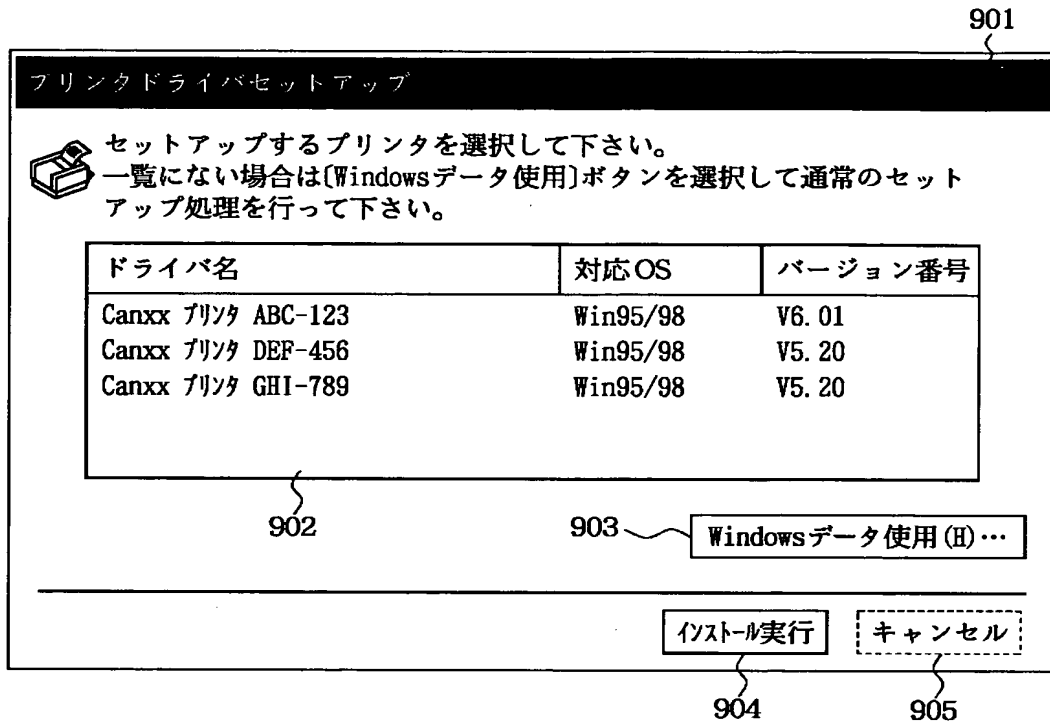 901
プリンタドライバセットアップ
セットアップするプリンタを選択して下さい。
一覧にない場合は[Windowsデータ使用]ボタンを選択して通常のセット
アップ処理を行って下さい。
ドライバ名 対応OS バージョン番号
Canxx プリンタ ABC-123 Win95/98 V6.01
Canxx プリンタ DEF-456 Win95/98 V5.20
Canxx プリンタ GHI-789 Win95/98 V5.20
902
903 Windowsデータ使用(H)…
インストール実行 キャンセル
904 905